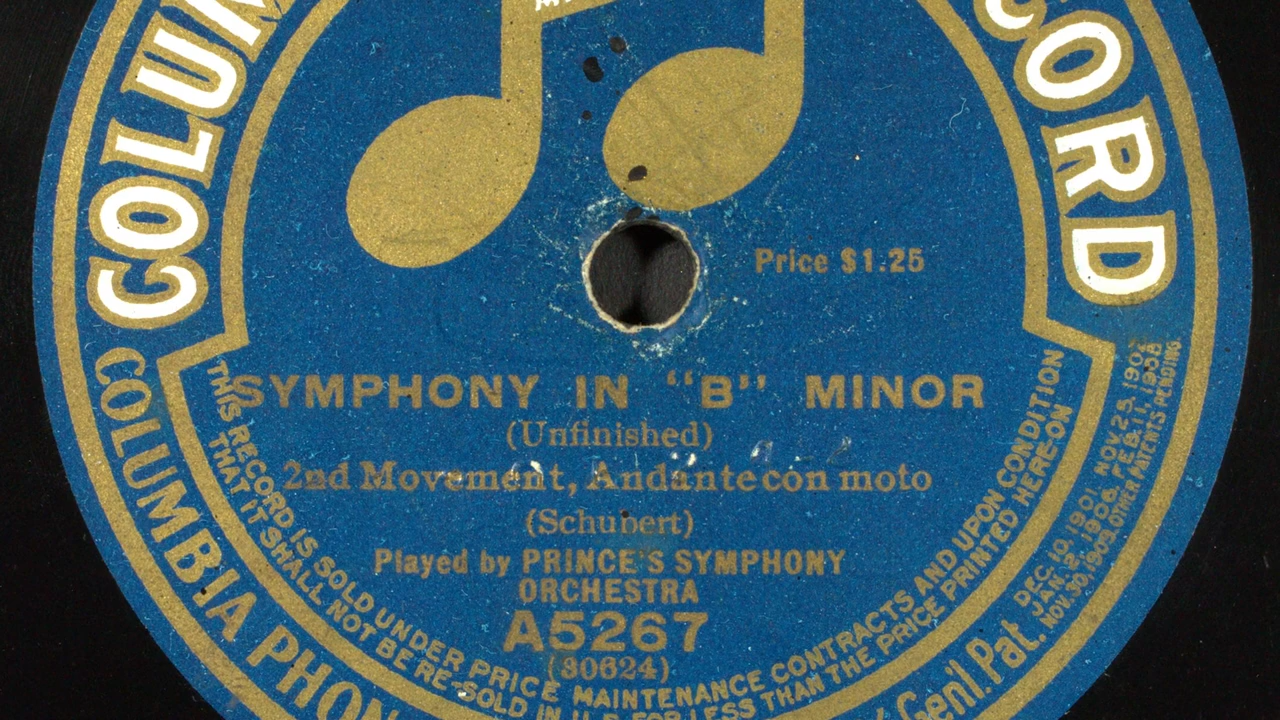 COLUM
CORD
Price $1.25
SYMPHONY IN "B" MINOR
(Unfinished)
2nd Movement, Andante con moto
(Schubert)
Played by PRINCE'S SYMPHONY
ORCHESTRA
A5267
(30624)
THIS RECORD IS SOLD UNDER PRICE MAINTENANCE CONTRACTS AND UPON CONDITION
THAT IT SHALL NOT BE RE-SOLD IN U.S. FOR LESS THAN THE PRICE PRINTED HERE-ON
COLUMBIA PHON
Gen'l. Pat.
DEC. 10, 1901. NOV. 25, 1902
JAN. 2, 1906. FEB. 11, 1908
NOV. 30, 1909. OTHER PATENTS PENDING.